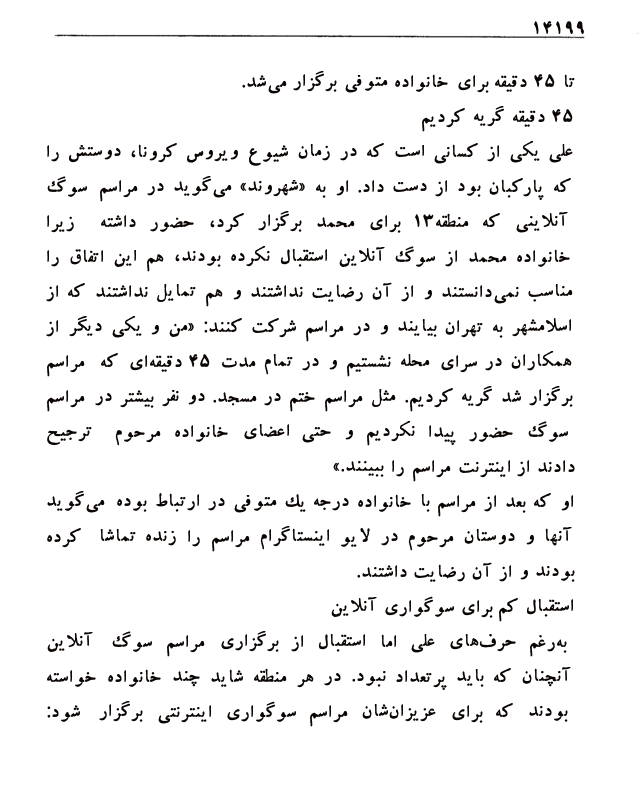 ۱۴۱۹۹
تا ۴۵ دقیقه برای خانواده متوفی برگزار می‌شد.
۴۵ دقیقه گریه کردیم
علی یکی از کسانی است که در زمان شیوع ویروس کرونا، دوستش را
که پارکبان بود از دست داد. او به «شهروند» می‌گوید در مراسم سوگ
آنلاینی که منطقه۱۳ برای محمد برگزار کرد، حضور داشته زیرا
خانواده محمد از سوگ آنلاین استقبال نکرده بودند، هم این اتفاق را
مناسب نمی‌دانستند و از آن رضایت نداشتند و هم تمایل نداشتند که از
اسلامشهر به تهران بیایند و در مراسم شرکت کنند: «من و یکی دیگر از
همکاران در سرای محله نشستیم و در تمام مدت ۴۵ دقیقه‌ای که مراسم
برگزار شد گریه کردیم. مثل مراسم ختم در مسجد. دو نفر بیشتر در مراسم
سوگ حضور پیدا نکردیم و حتی اعضای خانواده مرحوم ترجیح
دادند از اینترنت مراسم را ببینند.»
او که بعد از مراسم با خانواده درجه یك متوفی در ارتباط بوده می‌گوید
آنها و دوستان مرحوم در لایو اینستاگرام مراسم را زنده تماشا کرده
بودند و از آن رضایت داشتند.
استقبال کم برای سوگواری آنلاین
به‌رغم حرف‌های علی اما استقبال از برگزاری مراسم سوگ آنلاین
آنچنان که باید پرتعداد نبود. در هر منطقه شاید چند خانواده خواسته
بودند که برای عزیزان‌شان مراسم سوگواری اینترنتی برگزار شود: